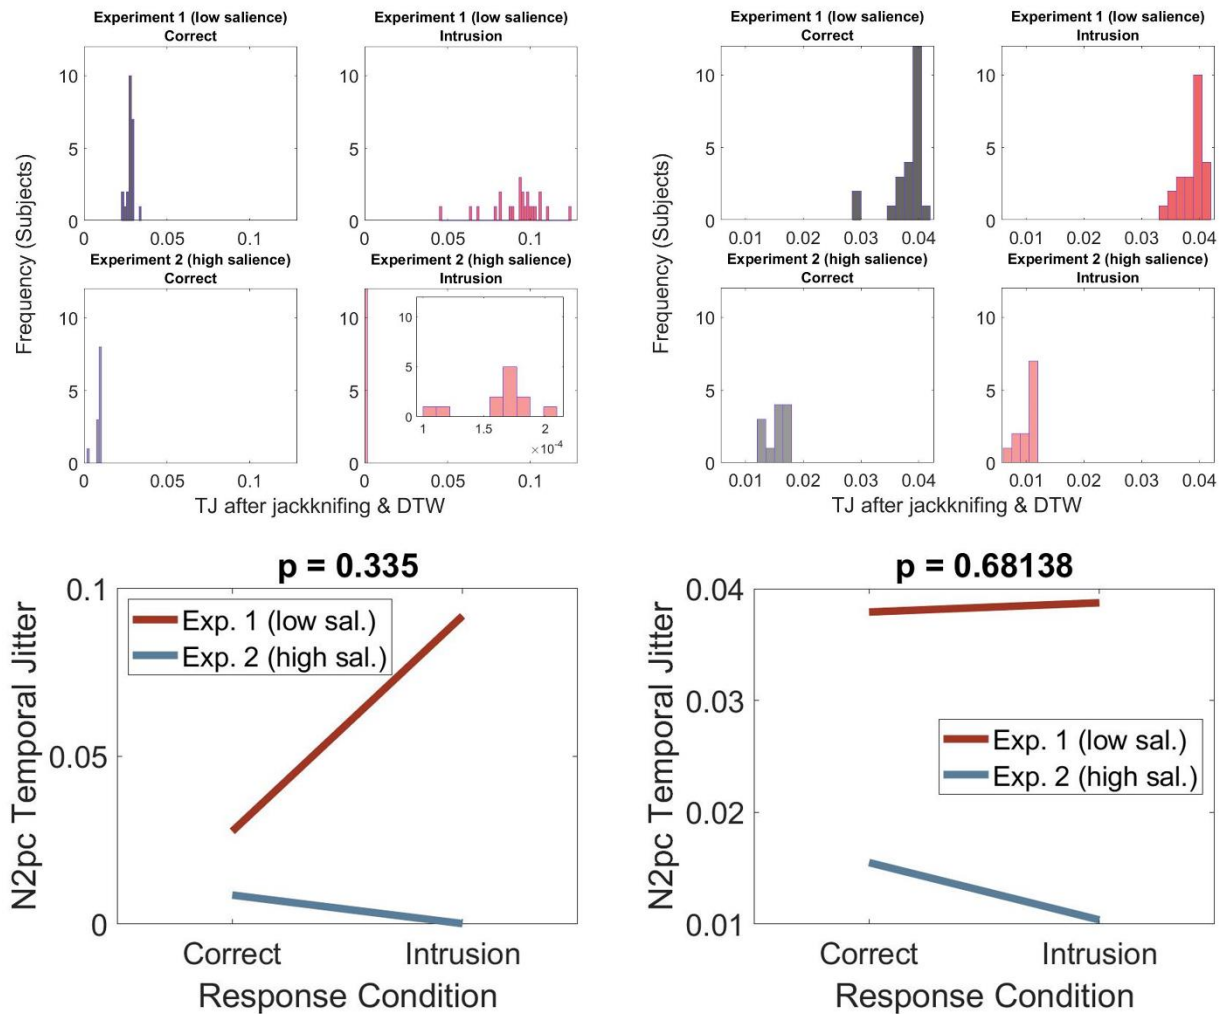 Experiment 1 (low salience)
Correct
10
5
0
0
0.05
0.1
Experiment 1 (low salience)
Intrusion
10
5
0
0
0.05
0.1
Frequency (Subjects)
Experiment 2 (high salience)
Correct
10
5
0
0
0.05
0.1
Experiment 2 (high salience)
Intrusion
10
5
0
0
0.05
0.1
10
5
0
1
1.5
2
×10⁻⁴
TJ after jackknifing & DTW
Experiment 1 (low salience)
Correct
10
5
0
0.01
0.02
0.03
0.04
Experiment 1 (low salience)
Intrusion
10
5
0
0.01
0.02
0.03
0.04
Frequency (Subjects)
Experiment 2 (high salience)
Correct
10
5
0
0.01
0.02
0.03
0.04
Experiment 2 (high salience)
Intrusion
10
5
0
0.01
0.02
0.03
0.04
TJ after jackknifing & DTW
p = 0.335
0.1
0.05
0
N2pc Temporal Jitter
Exp. 1 (low sal.)
Exp. 2 (high sal.)
Correct
Intrusion
Response Condition
p = 0.68138
0.04
0.03
0.02
0.01
N2pc Temporal Jitter
Exp. 1 (low sal.)
Exp. 2 (high sal.)
Correct
Intrusion
Response Condition